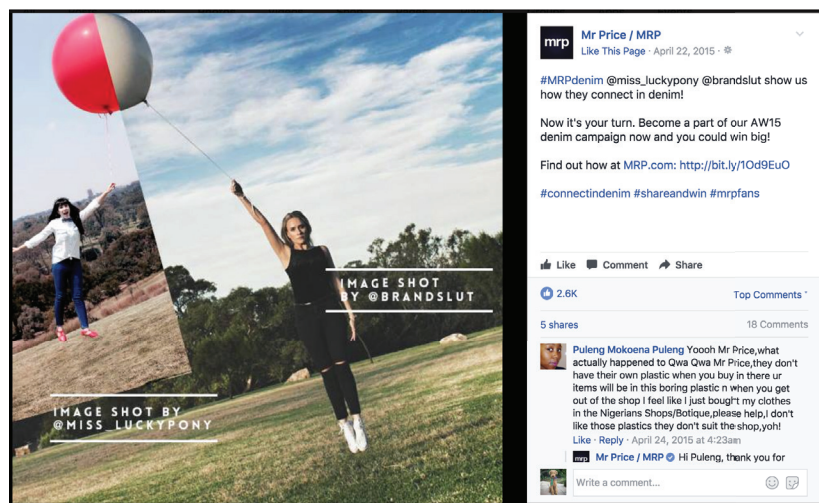 IMAGE SHOT
BY @BRANDSLUT
IMAGE SHOT BY
@MISS_LUCKYPONY
mrp
Mr Price / MRP
Like This Page · April 22, 2015 ·
#MRPdenim @miss_luckypony @brandslut show us
how they connect in denim!
Now it's your turn. Become a part of our AW15
denim campaign now and you could win big!
Find out how at MRP.com: http://bit.ly/1Od9EuO
#connectindenim #shareandwin #mrpfans
Like Comment Share
2.6K Top Comments
5 shares 18 Comments
Puleng Mokoena Puleng Yoooh Mr Price,what
actually happened to Qwa Qwa Mr Price,they don't
have their own plastic when you buy in there ur
items will be in this boring plastic n when you get
out of the shop I feel like I just bought my clothes
in the Nigerians Shops/Botique,please help,I don't
like those plastics they don't suit the shop,yoh!
Like · Reply · April 24, 2015 at 4:23am
mrp Mr Price / MRP Hi Puleng, thank you for
Write a comment...